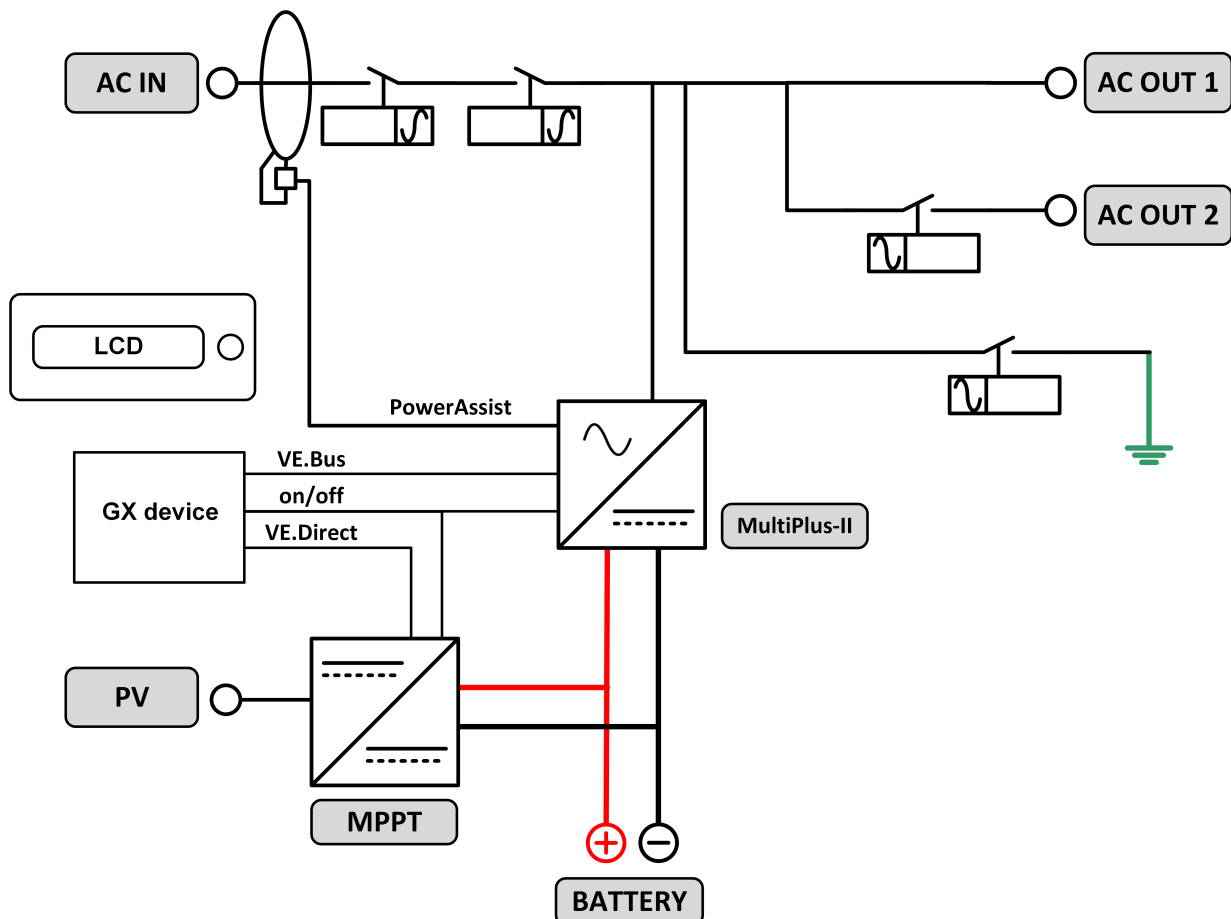 AC IN
AC OUT 1
AC OUT 2
LCD
PowerAssist
VE.Bus
on/off
GX device
VE.Direct
MultiPlus-II
PV
MPPT
BATTERY